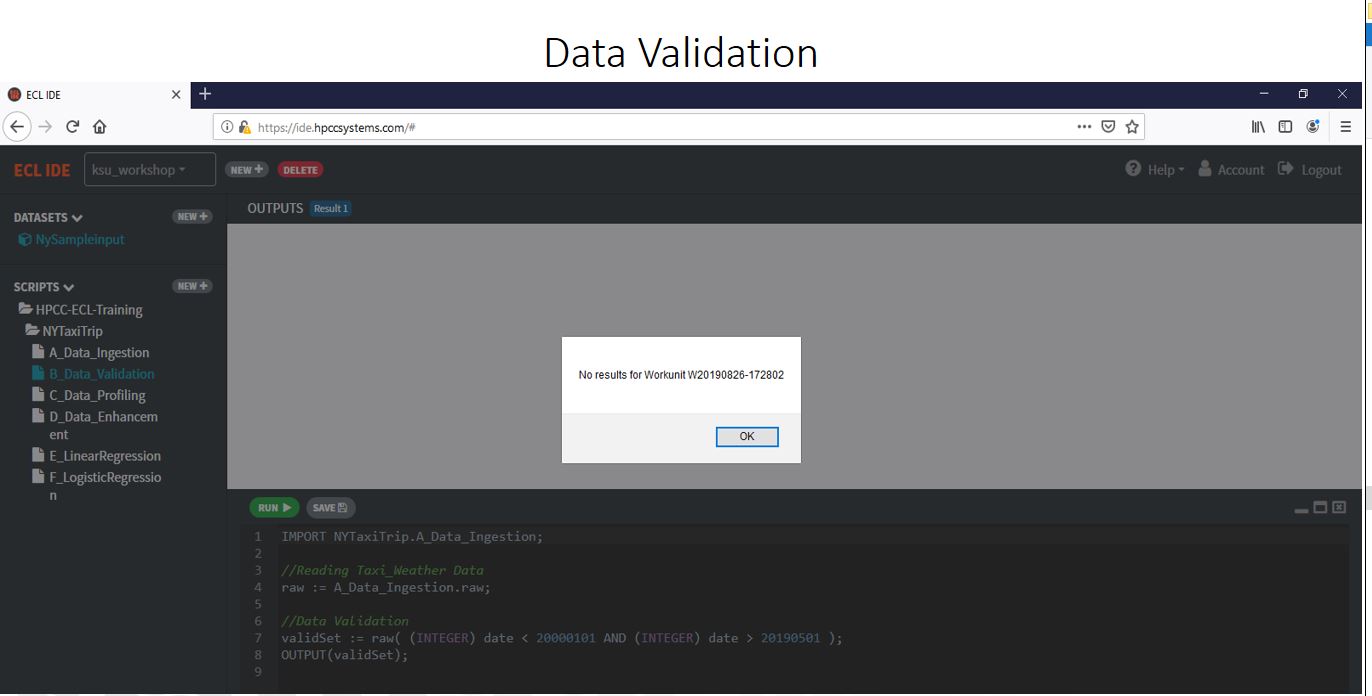 Data Validation
ECL IDE
https://ide.hpccsystems.com/#
ECL IDE ksu_workshop NEW DELETE Help Account Logout
DATASETS NEW
NySampleinput
OUTPUTS Result 1
SCRIPTS NEW
HPCC-ECL-Training
NYTaxiTrip
A_Data_Ingestion
B_Data_Validation
C_Data_Profiling
D_Data_Enhancem
ent
E_LinearRegression
F_LogisticRegressio
n
No results for Workunit W20190826-172802
OK
RUN SAVE
1 IMPORT NYTaxiTrip.A_Data_Ingestion;
2
3 //Reading Taxi_Weather Data
4 raw := A_Data_Ingestion.raw;
5
6 //Data Validation
7 validSet := raw( (INTEGER) date < 20000101 AND (INTEGER) date > 20190501 );
8 OUTPUT(validSet);
9